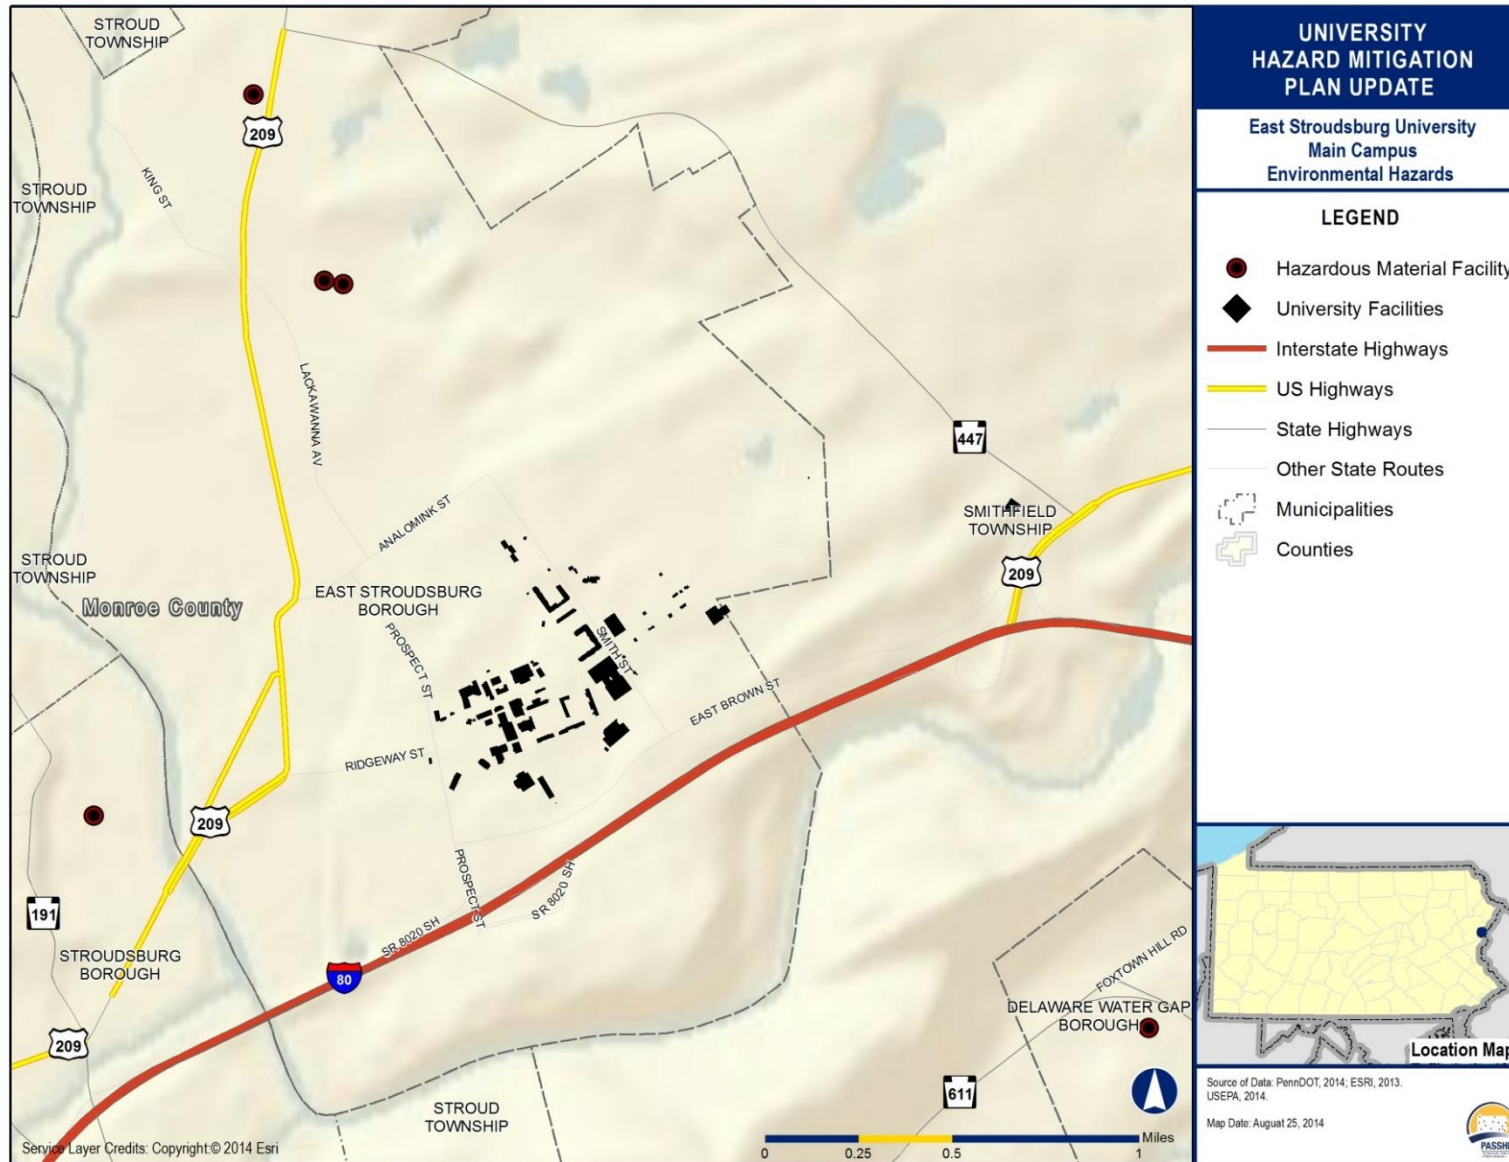 STROUD
TOWNSHIP
209
KING ST
STROUD
TOWNSHIP
LACKAWANNA AV
447
ANALOMINK ST
SMITHFIELD
TOWNSHIP
STROUD
TOWNSHIP
209
EAST STROUDSBURG
BOROUGH
Monroe County
PROSPECT ST
SMITH ST
EAST BROWN ST
RIDGEWAY ST
209
PROSPECT ST
SR 8020 SH
SR 8020 SH
191
STROUDSBURG
BOROUGH
80
FOXTOWN HILL RD
DELAWARE WATER GAP
BOROUGH
209
611
STROUD
TOWNSHIP
Service Layer Credits: Copyright:© 2014 Esri
Miles
0 0.25 0.5 1
UNIVERSITY
HAZARD MITIGATION
PLAN UPDATE
East Stroudsburg University
Main Campus
Environmental Hazards
LEGEND
Hazardous Material Facility
University Facilities
Interstate Highways
US Highways
State Highways
Other State Routes
Municipalities
Counties
Location Map
Source of Data: PennDOT, 2014; ESRI, 2013.
USEPA, 2014.
Map Date: August 25, 2014
PASSHE